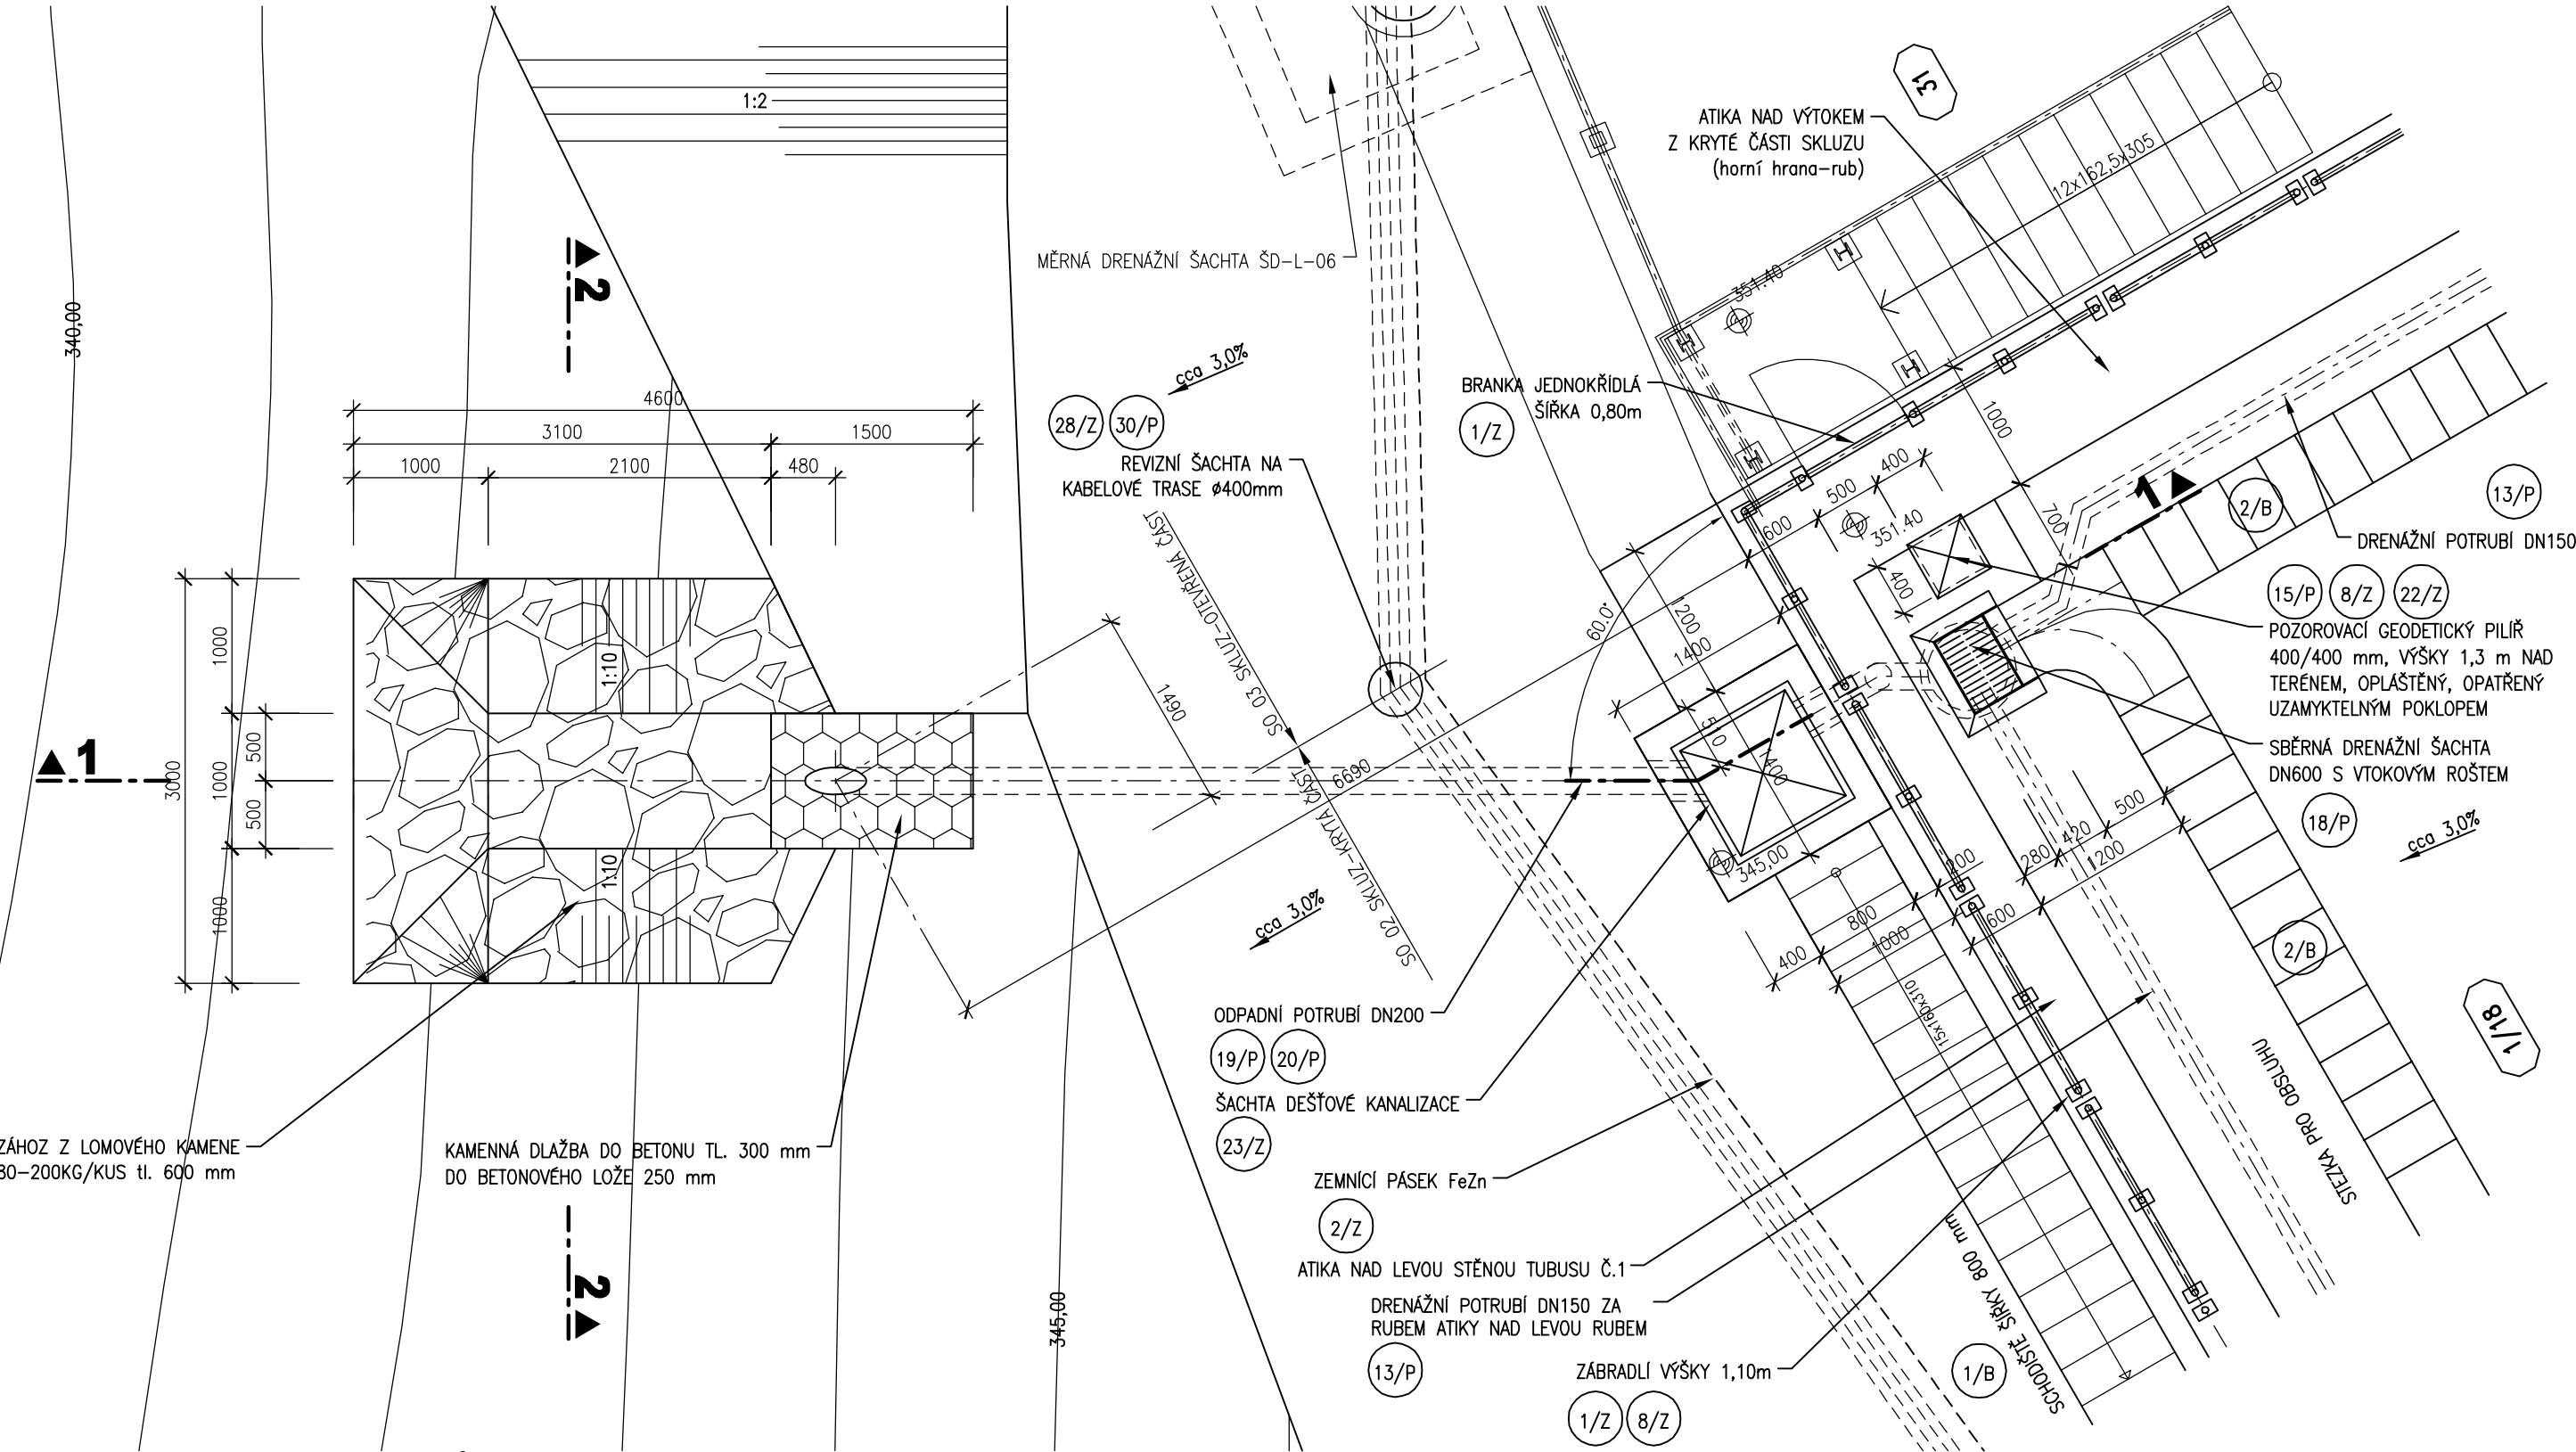 1:2
340,00
2
4600
3100
1500
1000
2100
480
3000
1000
1000
1000
500
500
1:10
1:10
1
2
ZÁHOZ Z LOMOVÉHO KAMENE
80-200KG/KUS tl. 600 mm
KAMENNÁ DLAŽBA DO BETONU TL. 300 mm
DO BETONOVÉHO LOŽE 250 mm
345,00
MĚRNÁ DRENÁŽNÍ ŠACHTA ŠD-L-06
cca 3,0%
28/Z
30/P
REVIZNÍ ŠACHTA NA
KABELOVÉ TRASE ø400mm
SO 03 SKLUZ-OTEVŘENÁ ČÁST
SO 02 SKLUZ-KRYTÁ ČÁST
1490
6690
cca 3,0%
ATIKA NAD VÝTOKEM
Z KRYTÉ ČÁSTI SKLUZU
(horní hrana-rub)
31
12x162,5x305
351.40
BRANKA JEDNOKŘÍDLÁ
ŠÍŘKA 0,80m
1/Z
1000
400
500
600
351.40
700
400
1
2/B
13/P
DRENÁŽNÍ POTRUBÍ DN150
15/P
8/Z
22/Z
POZOROVACÍ GEODETICKÝ PILÍŘ
400/400 mm, VÝŠKY 1,3 m NAD
TERÉNEM, OPLÁŠTĚNÝ, OPATŘENÝ
UZAMYKTELNÝM POKLOPEM
SBĚRNÁ DRENÁŽNÍ ŠACHTA
DN600 S VTOKOVÝM ROŠTEM
18/P
cca 3,0%
60.0°
1200
1400
510
1400
345,00
500
420
280
1200
200
600
800
1000
400
15x160x310
2/B
1/18
STEZKA PRO OBSLUHU
SCHODIŠTĚ ŠÍŘKY 800 mm
1/B
ODPADNÍ POTRUBÍ DN200
19/P
20/P
ŠACHTA DEŠŤOVÉ KANALIZACE
23/Z
ZEMNÍCÍ PÁSEK FeZn
2/Z
ATIKA NAD LEVOU STĚNOU TUBUSU Č.1
DRENÁŽNÍ POTRUBÍ DN150 ZA
RUBEM ATIKY NAD LEVOU RUBEM
13/P
ZÁBRADLÍ VÝŠKY 1,10m
1/Z
8/Z